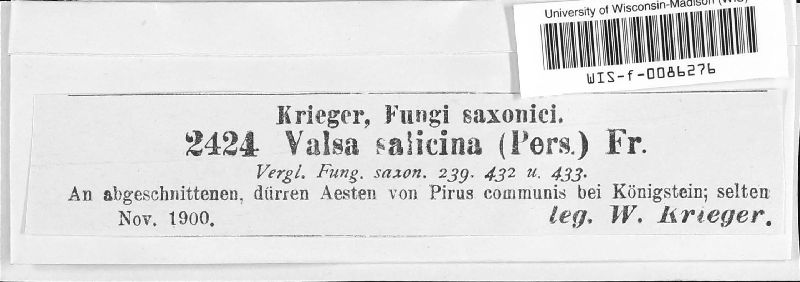 University of Wisconsin-Madison (WIS)
WIS-f-0086276
Krieger, Fungi saxonici.
2424 Valsa salicina (Pers.) Fr.
Vergl. Fung. saxon. 239. 432 u. 433.
An abgeschnittenen, dürren Aesten von Pirus communis bei Königstein; selten
Nov. 1900. leg. W. Krieger.